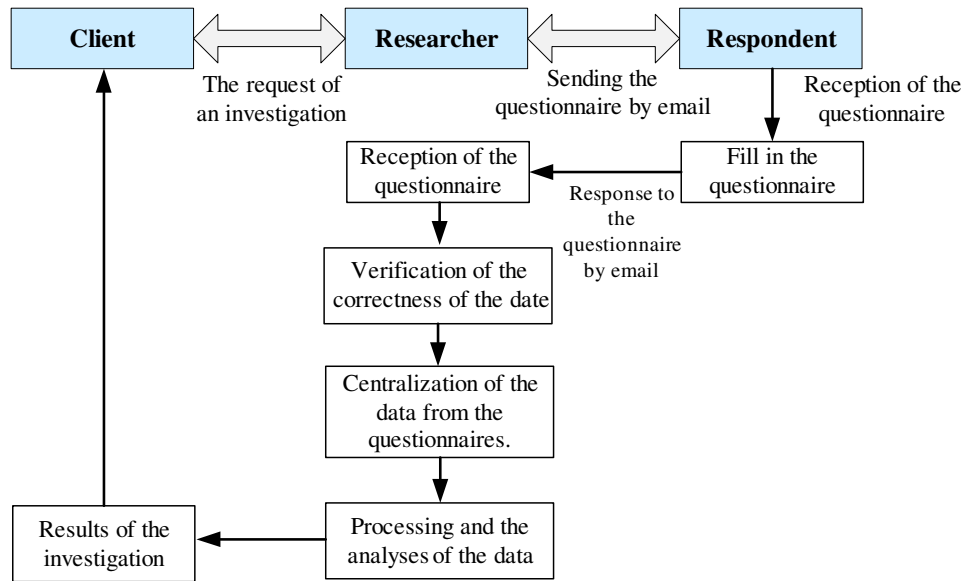 Client
Researcher
Respondent
The request of
an investigation
Sending the
questionnaire by email
Reception of the
questionnaire
Reception of the
questionnaire
Fill in the
questionnaire
Response to
the
questionnaire
by email
Verification of the
correctness of the date
Centralization of the
data from the
questionnaires.
Results of the
investigation
Processing and the
analyses of the data